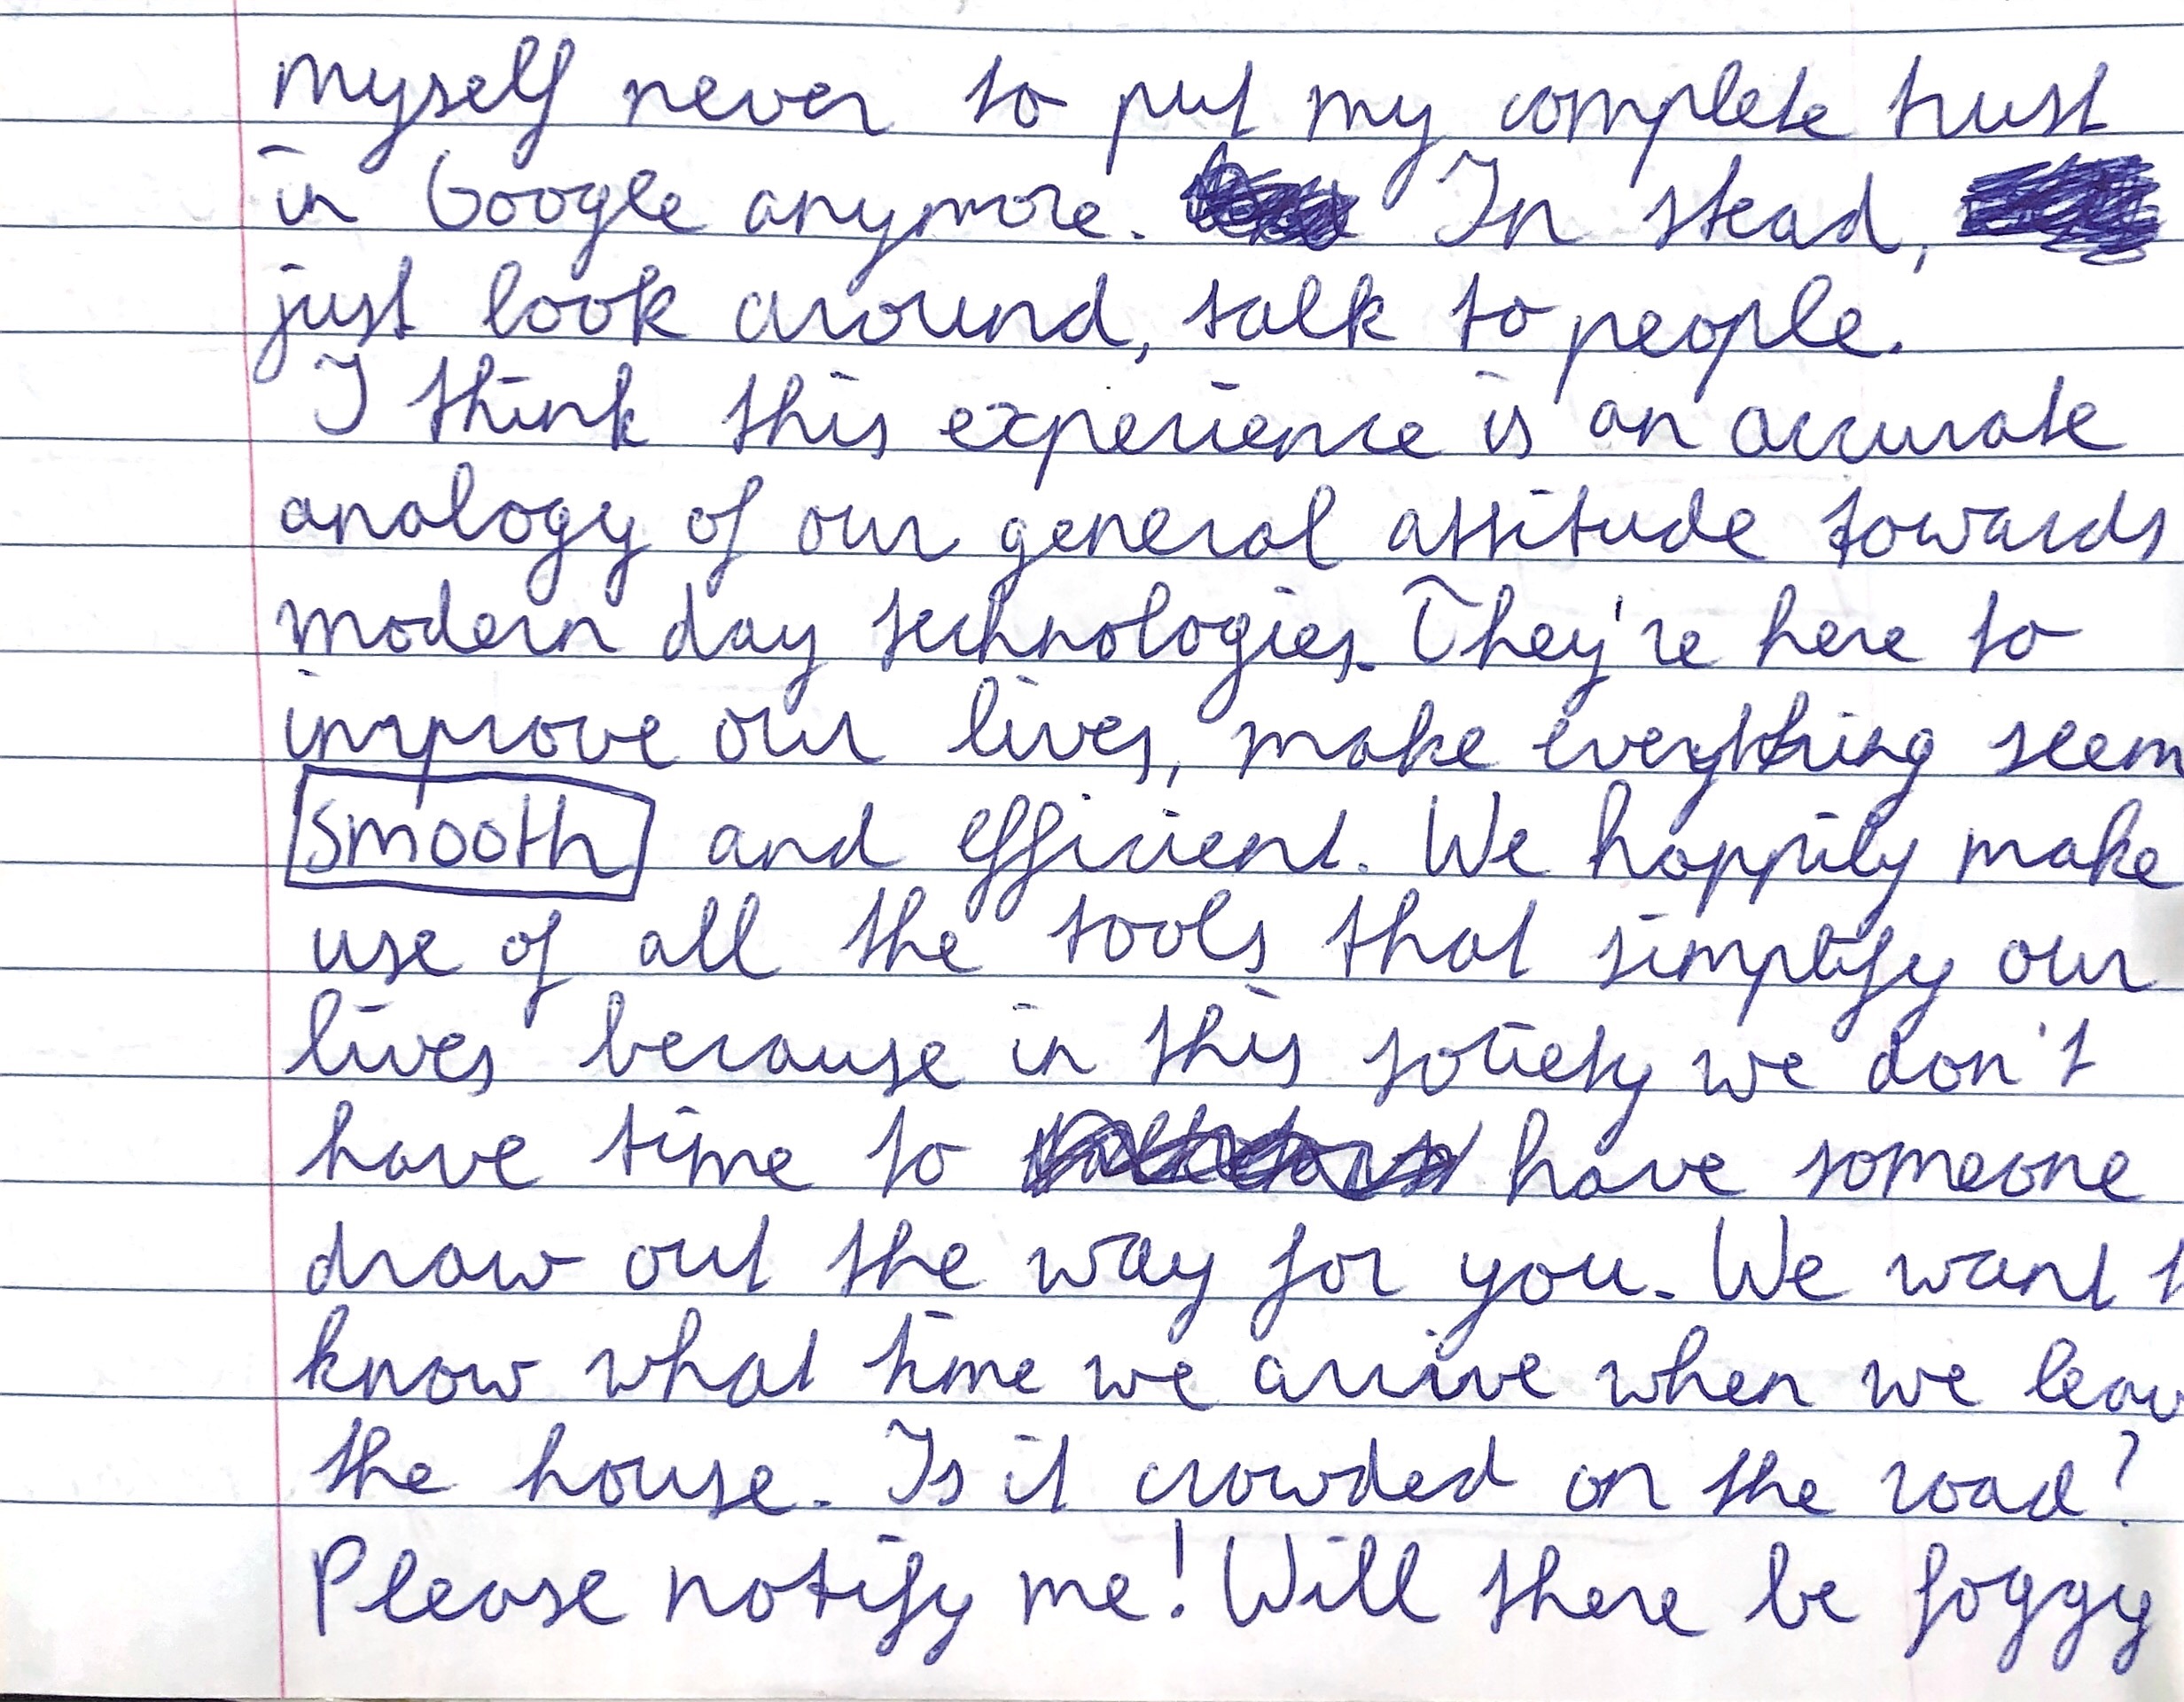 myself never to put my complete trust
in Google anymore. In stead,
just look around, talk to people.
I think this experience is an accurate
analogy of our general attitude towards
modern day technologies. They're here to
improve our lives, make everything seem
smooth and efficient. We happily make
use of all the tools that simplify our
lives because in this society we don't
have time to have someone
draw out the way for you. We want
know what time we arrive when we leav
the house. Is it crowded on the road?
Please notify me! Will there be foggy